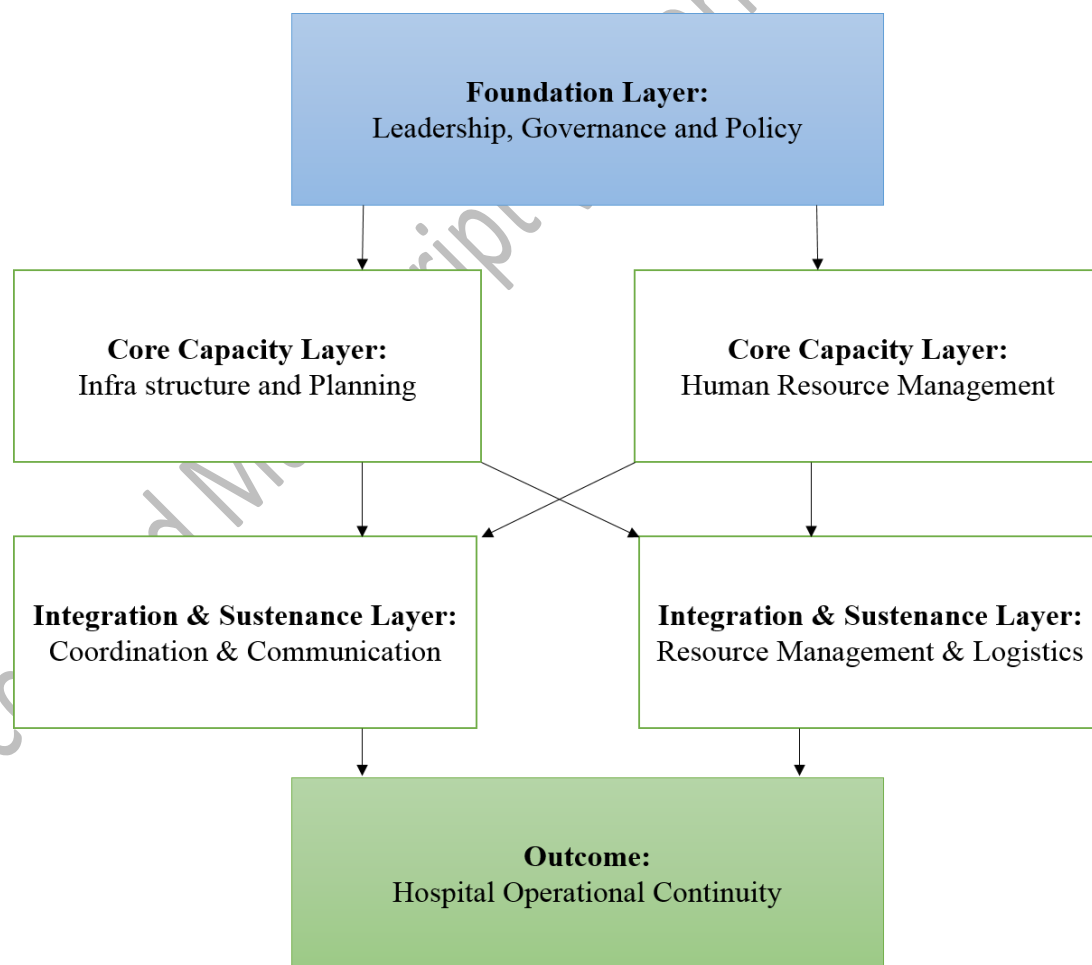 Foundation Layer:
Leadership, Governance and Policy
Core Capacity Layer:
Infra structure and Planning
Core Capacity Layer:
Human Resource Management
Integration & Sustenance Layer:
Coordination & Communication
Integration & Sustenance Layer:
Resource Management & Logistics
Outcome:
Hospital Operational Continuity